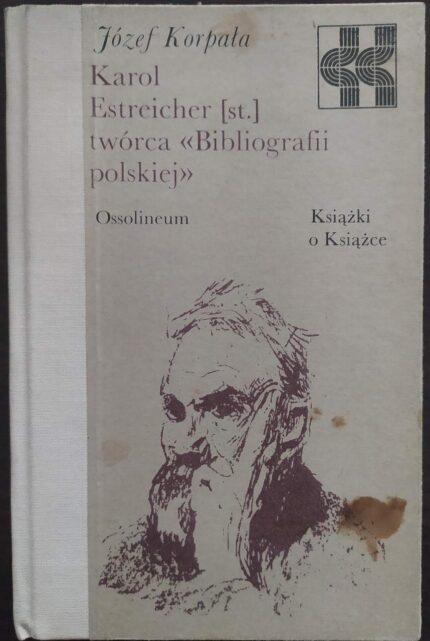 Józef Korpała
Karol
Estreicher [st.]
twórca «Bibliografii
polskiej»
Ossolineum
Książki
o Książce